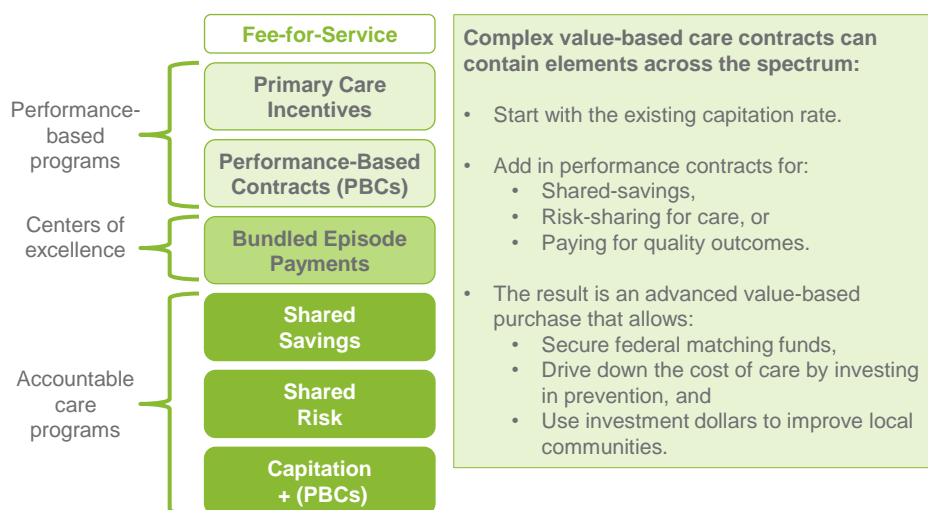 Fee-for-Service
Performance-
based
programs
Primary Care
Incentives
Performance-Based
Contracts (PBCs)
Centers of
excellence
Bundled Episode
Payments
Accountable
care
programs
Shared
Savings
Shared
Risk
Capitation
+ (PBCs)
Complex value-based care contracts can
contain elements across the spectrum:
• Start with the existing capitation rate.
• Add in performance contracts for:
• Shared-savings,
• Risk-sharing for care, or
• Paying for quality outcomes.
• The result is an advanced value-based
purchase that allows:
• Secure federal matching funds,
• Drive down the cost of care by investing
in prevention, and
• Use investment dollars to improve local
communities.